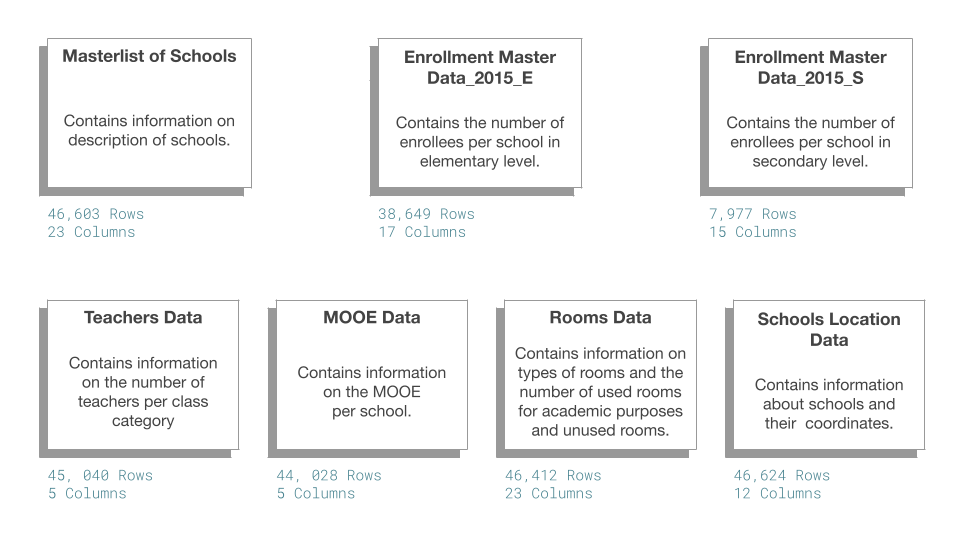 Masterlist of Schools
Contains information on
description of schools.
46,603 Rows
23 Columns
Enrollment Master
Data_2015_E
Contains the number of
enrollees per school in
elementary level.
38,649 Rows
17 Columns
Enrollment Master
Data_2015_S
Contains the number of
enrollees per school in
secondary level.
7,977 Rows
15 Columns
Teachers Data
Contains information
on the number of
teachers per class
category
45, 040 Rows
5 Columns
MOOE Data
Contains information
on the MOOE
per school.
44, 028 Rows
5 Columns
Rooms Data
Contains information on
types of rooms and the
number of used rooms
for academic purposes
and unused rooms.
46,412 Rows
23 Columns
Schools Location
Data
Contains information
about schools and
their  coordinates.
46,624 Rows
12 Columns